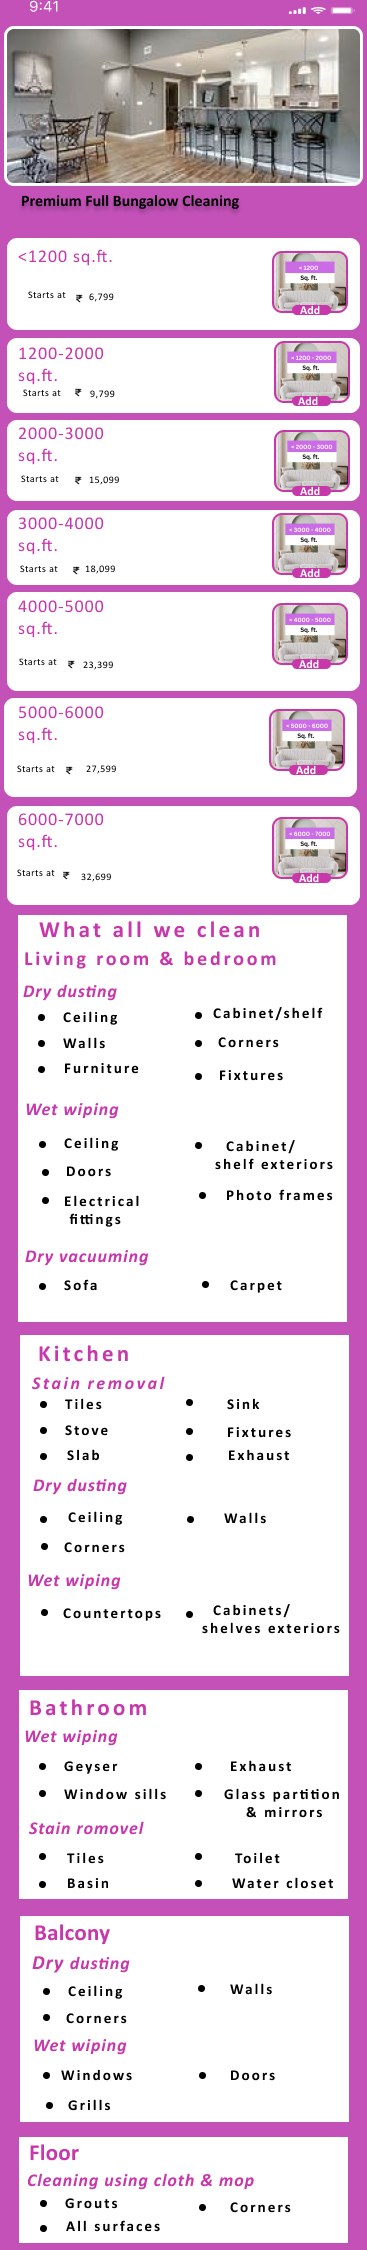 9:41
Premium Full Bungalow Cleaning
<1200 sq.ft.
Starts at ₹ 6,799
<1200
Sq. ft.
Add
1200-2000
sq.ft.
Starts at ₹ 9,799
<1200 - 2000
Sq. ft.
Add
2000-3000
sq.ft.
Starts at ₹ 15,099
<2000 - 3000
Sq. ft.
Add
3000-4000
sq.ft.
Starts at ₹ 18,099
<3000 - 4000
Sq. ft.
Add
4000-5000
sq.ft.
Starts at ₹ 23,399
<4000 - 5000
Sq. ft.
Add
5000-6000
sq.ft.
Starts at ₹ 27,599
<5000 - 6000
Sq. ft.
Add
6000-7000
sq.ft.
Starts at ₹ 32,699
<6000 - 7000
Sq. ft.
Add
What all we clean
Living room & bedroom
Dry dusting
• Ceiling
• Cabinet/shelf
• Walls
• Corners
• Furniture
• Fixtures
Wet wiping
• Ceiling
• Cabinet/
shelf exteriors
• Doors
• Photo frames
• Electrical
fittings
Dry vacuuming
• Sofa
• Carpet
Kitchen
Stain removal
• Tiles
• Sink
• Stove
• Fixtures
• Slab
• Exhaust
Dry dusting
• Ceiling
• Walls
• Corners
Wet wiping
• Countertops
• Cabinets/
shelves exteriors
Bathroom
Wet wiping
• Geyser
• Exhaust
• Window sills
• Glass partition
& mirrors
Stain romovel
• Tiles
• Toilet
• Basin
• Water closet
Balcony
Dry dusting
• Ceiling
• Walls
• Corners
Wet wiping
• Windows
• Doors
• Grills
Floor
Cleaning using cloth & mop
• Grouts
• Corners
• All surfaces